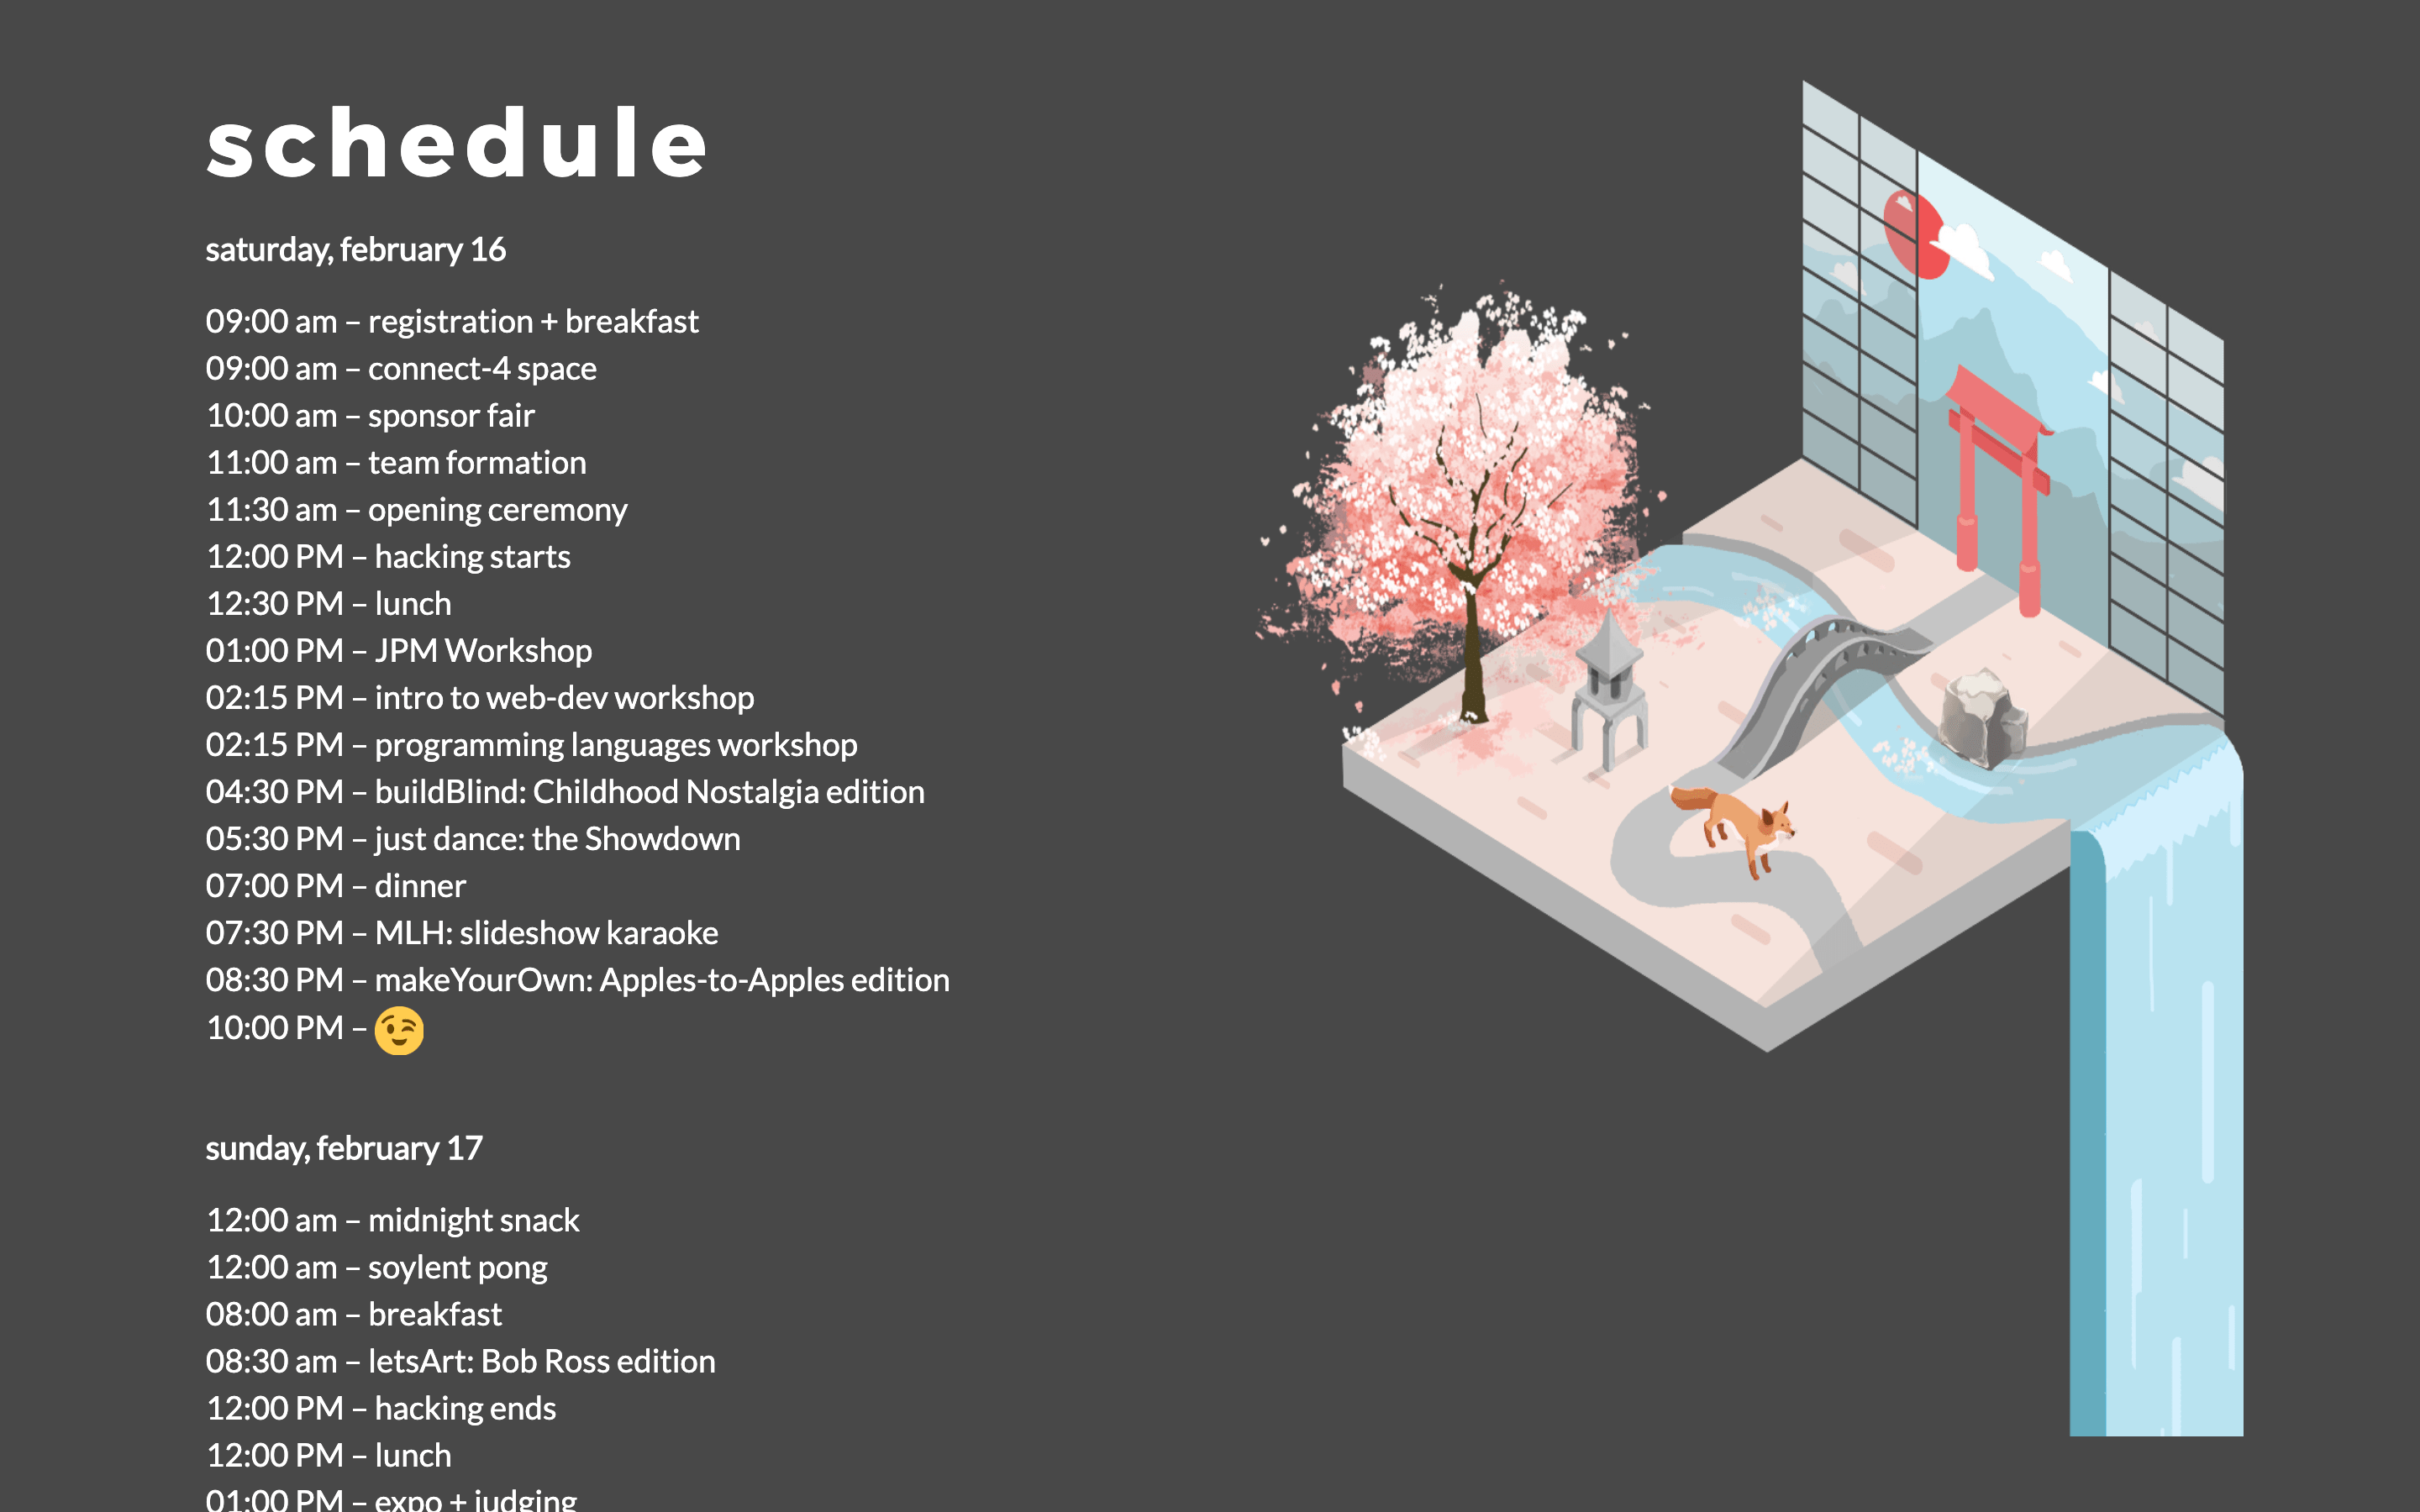 schedule
saturday, february 16
09:00 am – registration + breakfast
09:00 am – connect-4 space
10:00 am – sponsor fair
11:00 am – team formation
11:30 am – opening ceremony
12:00 PM – hacking starts
12:30 PM – lunch
01:00 PM – JPM Workshop
02:15 PM – intro to web-dev workshop
02:15 PM – programming languages workshop
04:30 PM – buildBlind: Childhood Nostalgia edition
05:30 PM – just dance: the Showdown
07:00 PM – dinner
07:30 PM – MLH: slideshow karaoke
08:30 PM – makeYourOwn: Apples-to-Apples edition
10:00 PM – 😉
sunday, february 17
12:00 am – midnight snack
12:00 am – soylent pong
08:00 am – breakfast
08:30 am – letsArt: Bob Ross edition
12:00 PM – hacking ends
12:00 PM – lunch
01:00 PM – expo + judging